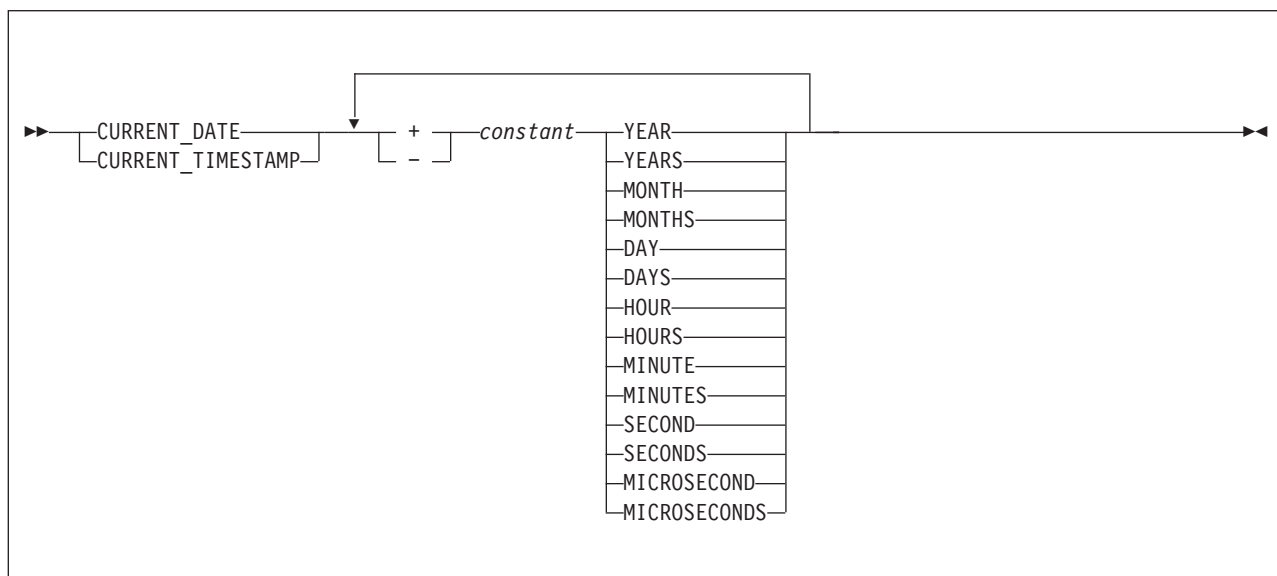 CURRENT_DATE + constant YEAR
CURRENT_TIMESTAMP - YEARS
MONTH
MONTHS
DAY
DAYS
HOUR
HOURS
MINUTE
MINUTES
SECOND
SECONDS
MICROSECOND
MICROSECONDS